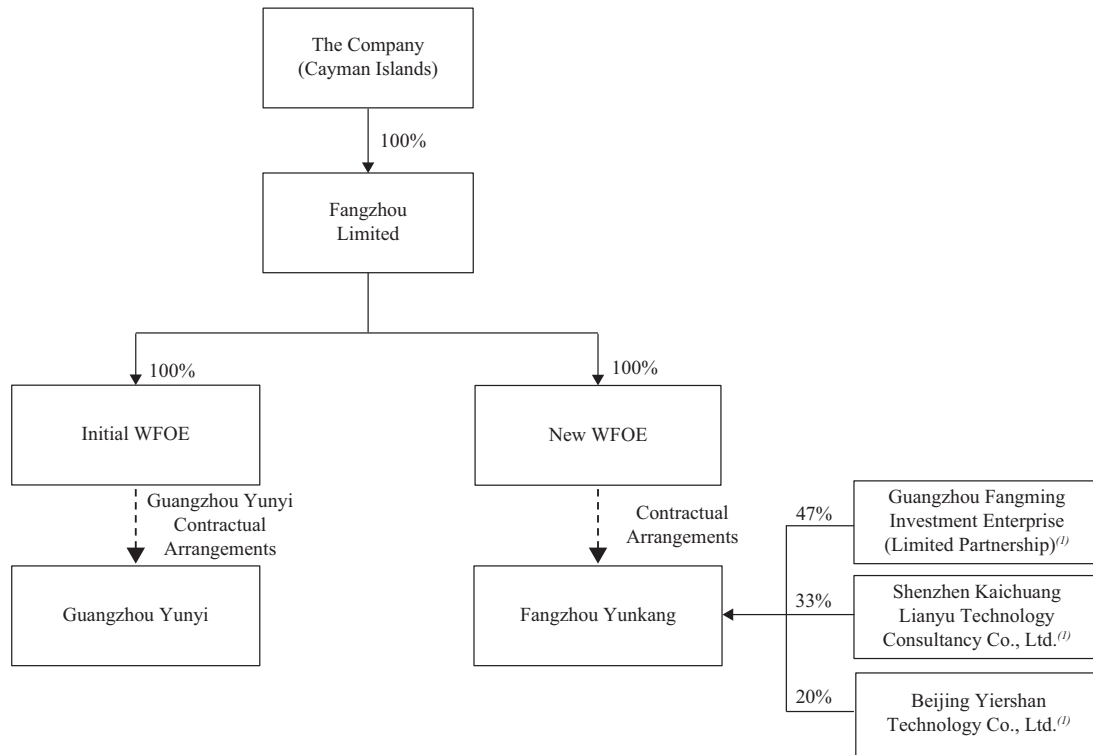 The Company
(Cayman Islands)
100%
Fangzhou
Limited
100%
100%
Initial WFOE
New WFOE
Guangzhou Yunyi
Contractual
Arrangements
Contractual
Arrangements
47%
Guangzhou Fangming
Investment Enterprise
(Limited Partnership)(1)
Guangzhou Yunyi
Fangzhou Yunkang
33%
Shenzhen Kaichuang
Lianyu Technology
Consultancy Co., Ltd.(1)
20%
Beijing Yiershan
Technology Co., Ltd.(1)